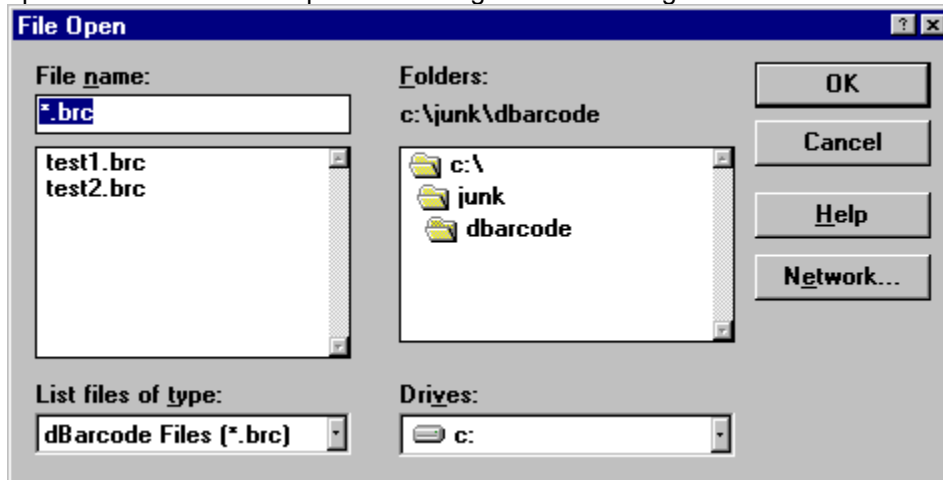 File Open
File name:
*.brc
test1.brc
test2.brc
List files of type:
dBarcode Files (*.brc)
Folders:
c:\junk\dbarcode
c:\
junk
dbarcode
Drives:
c:
OK
Cancel
Help
Network...